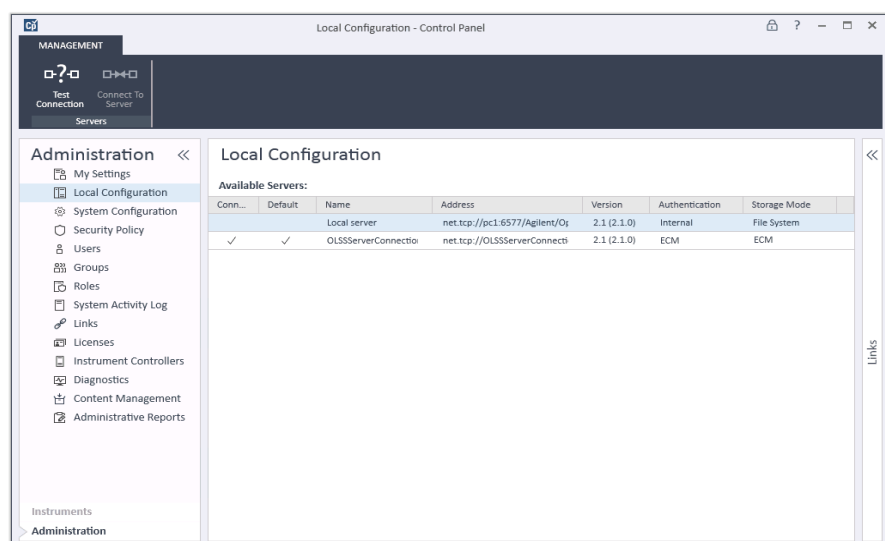 Local Configuration - Control Panel
MANAGEMENT
Test Connection
Connect To Server
Servers
Administration
My Settings
Local Configuration
System Configuration
Security Policy
Users
Groups
Roles
System Activity Log
Links
Licenses
Instrument Controllers
Diagnostics
Content Management
Administrative Reports
Instruments
Administration
Local Configuration
Available Servers:
Conn... Default Name Address Version Authentication Storage Mode
Local server net.tcp://pc1:6577/Agilent/Op 2.1 (2.1.0) Internal File System
OLSSServerConnectio net.tcp://OLSSServerConnecti 2.1 (2.1.0) ECM ECM
Links